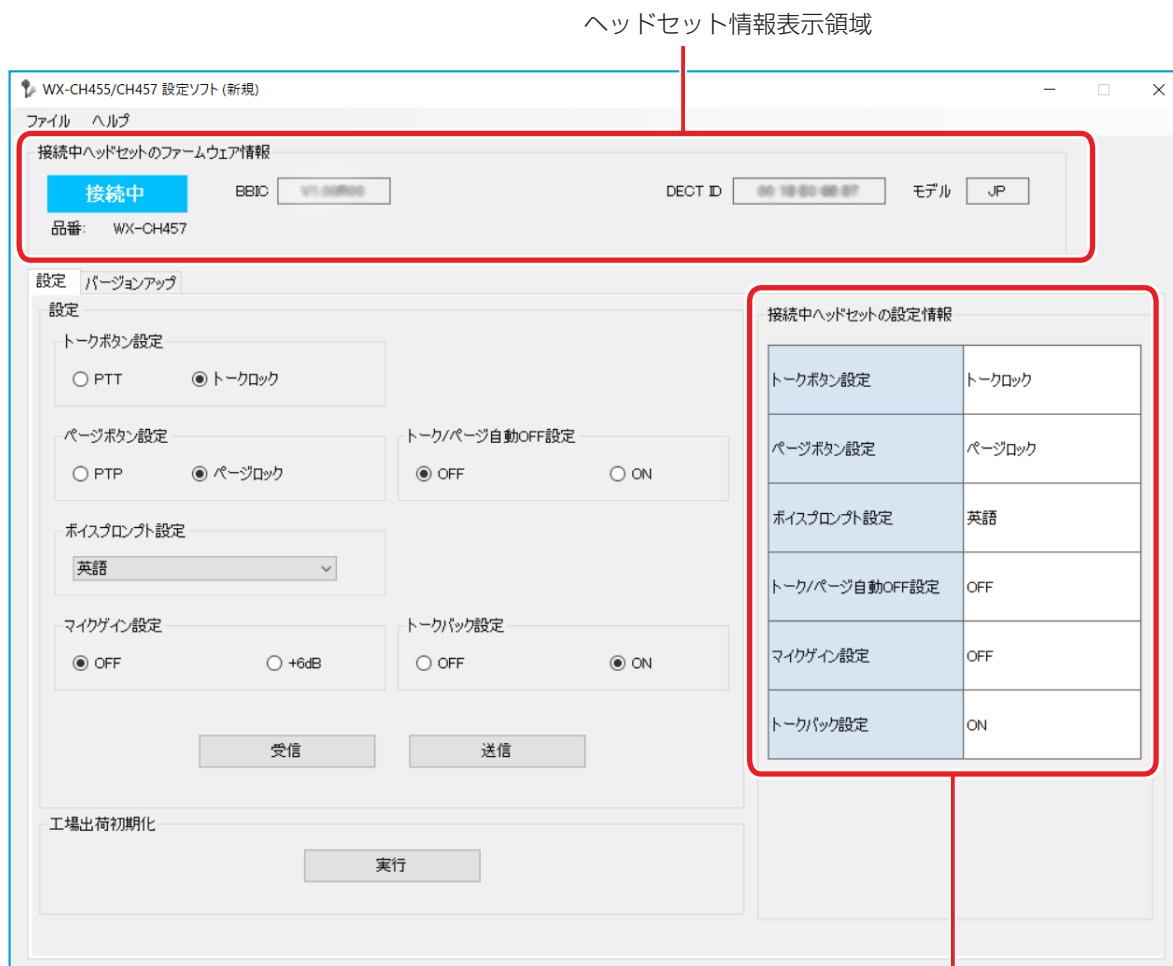 ヘッドセット情報表示領域
WX-CH455/CH457 設定ソフト (新規)
ファイル ヘルプ
接続中ヘッドセットのファームウェア情報
接続中 BBIC DECT ID モデル JP
品番: WX-CH457
設定 バージョンアップ
設定
トークボタン設定
PTT トークロック
ページボタン設定 トーク/ページ自動OFF設定
PTP ページロック OFF ON
ボイスプロンプト設定
英語
マイクゲイン設定 トークバック設定
OFF +6dB OFF ON
受信 送信
工場出荷初期化
実行
接続中ヘッドセットの設定情報
トークボタン設定 トークロック
ページボタン設定 ページロック
ボイスプロンプト設定 英語
トーク/ページ自動OFF設定 OFF
マイクゲイン設定 OFF
トークバック設定 ON